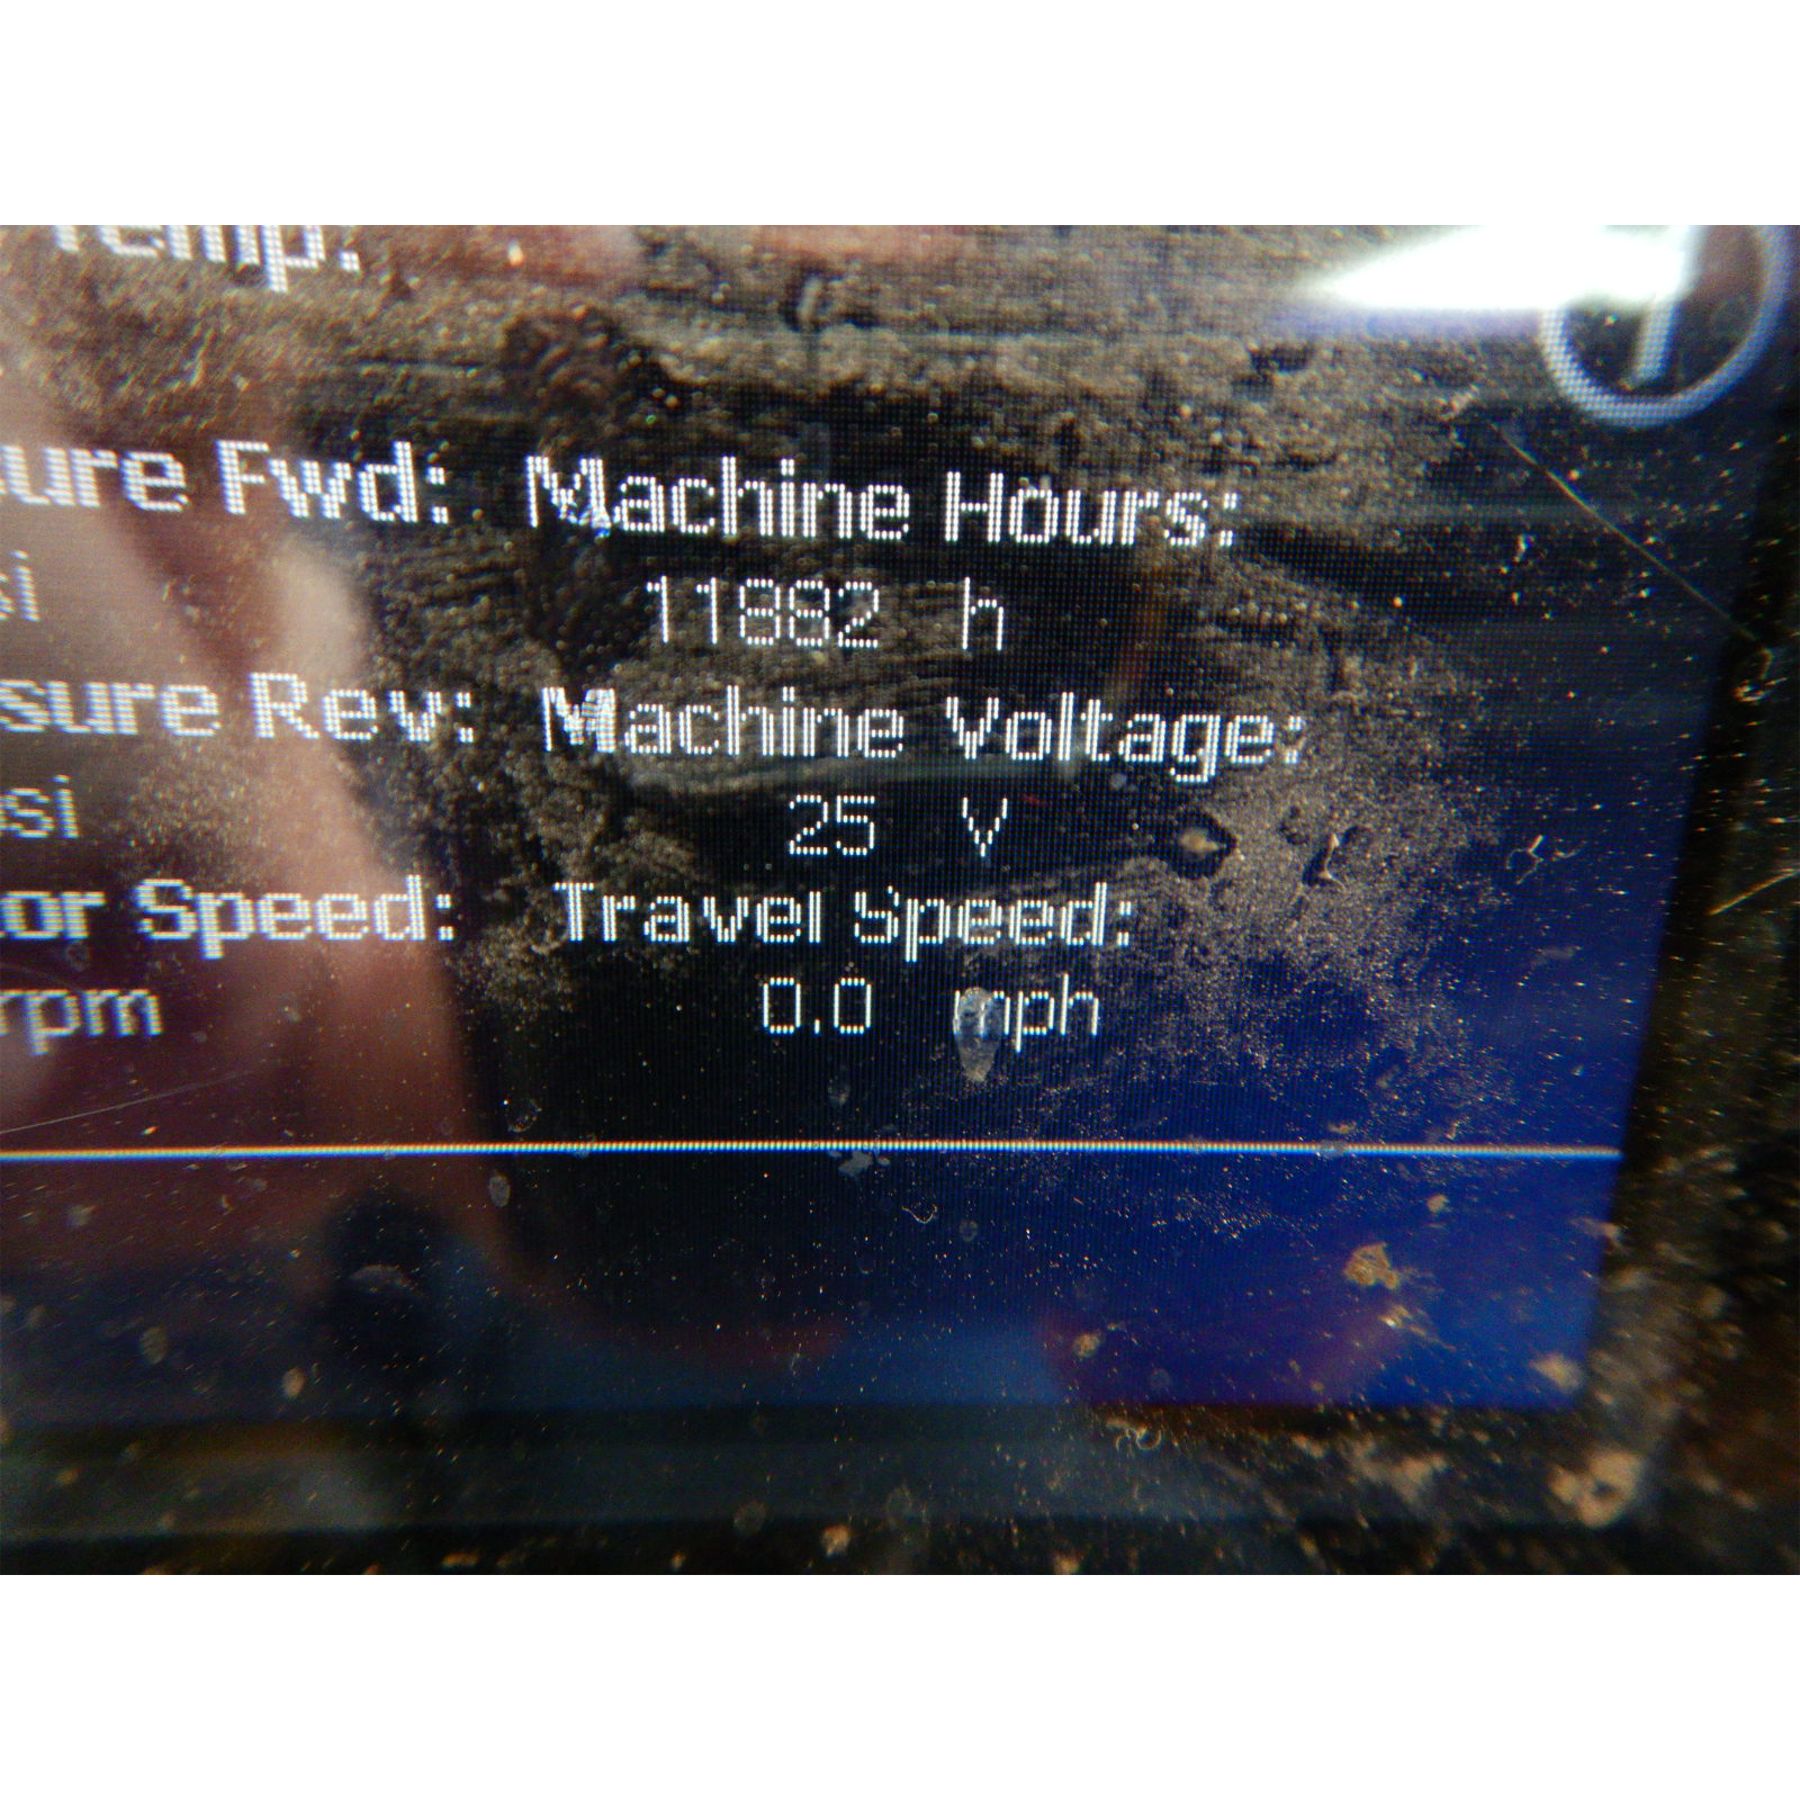 Temp:
ure Fwd: Machine Hours:
si 11882 h
sure Rev: Machine Voltage:
si 25 V
or Speed: Travel Speed:
rpm 0.0 mph